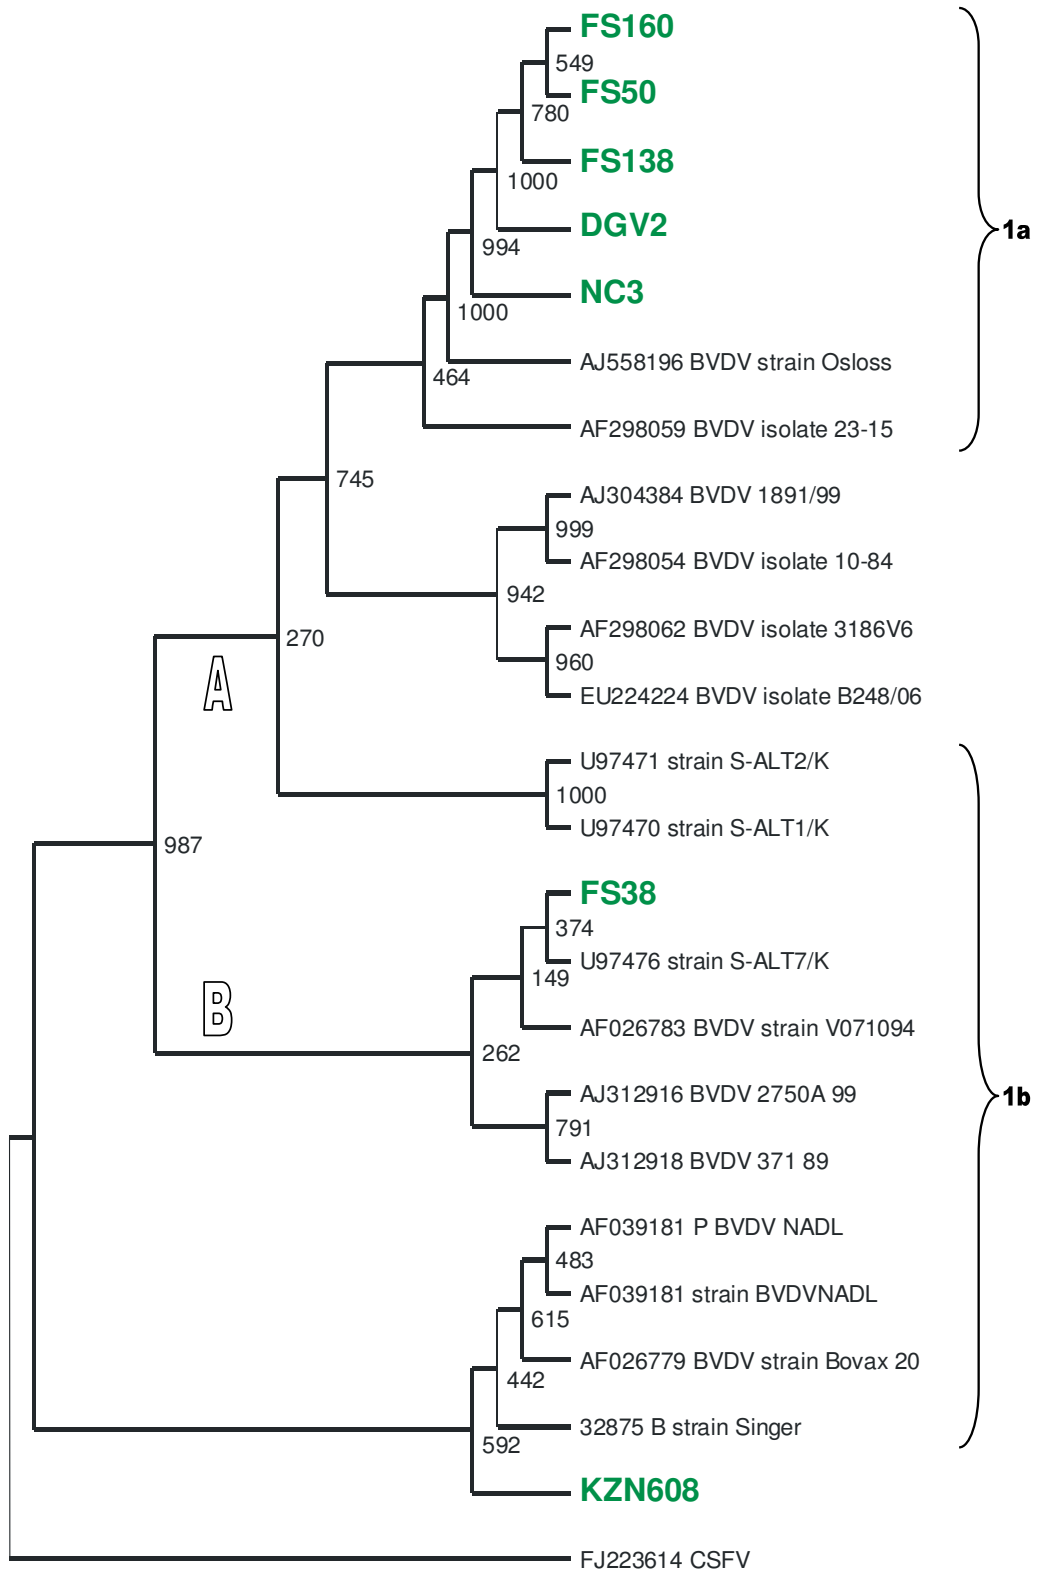 FS160
549
FS50
780
FS138
1000
DGV2
1a
994
NC3
1000
AJ558196 BVDV strain Osloss
464
AF298059 BVDV isolate 23-15
745
AJ304384 BVDV 1891/99
999
AF298054 BVDV isolate 10-84
942
AF298062 BVDV isolate 3186V6
270
960
A
EU224224 BVDV isolate B248/06
U97471 strain S-ALT2/K
1000
U97470 strain S-ALT1/K
987
FS38
374
U97476 strain S-ALT7/K
149
B
AF026783 BVDV strain V071094
262
AJ312916 BVDV 2750A 99
1b
791
AJ312918 BVDV 371 89
AF039181 P BVDV NADL
483
AF039181 strain BVDVNADL
615
AF026779 BVDV strain Bovax 20
442
32875 B strain Singer
592
KZN608
FJ223614 CSFV